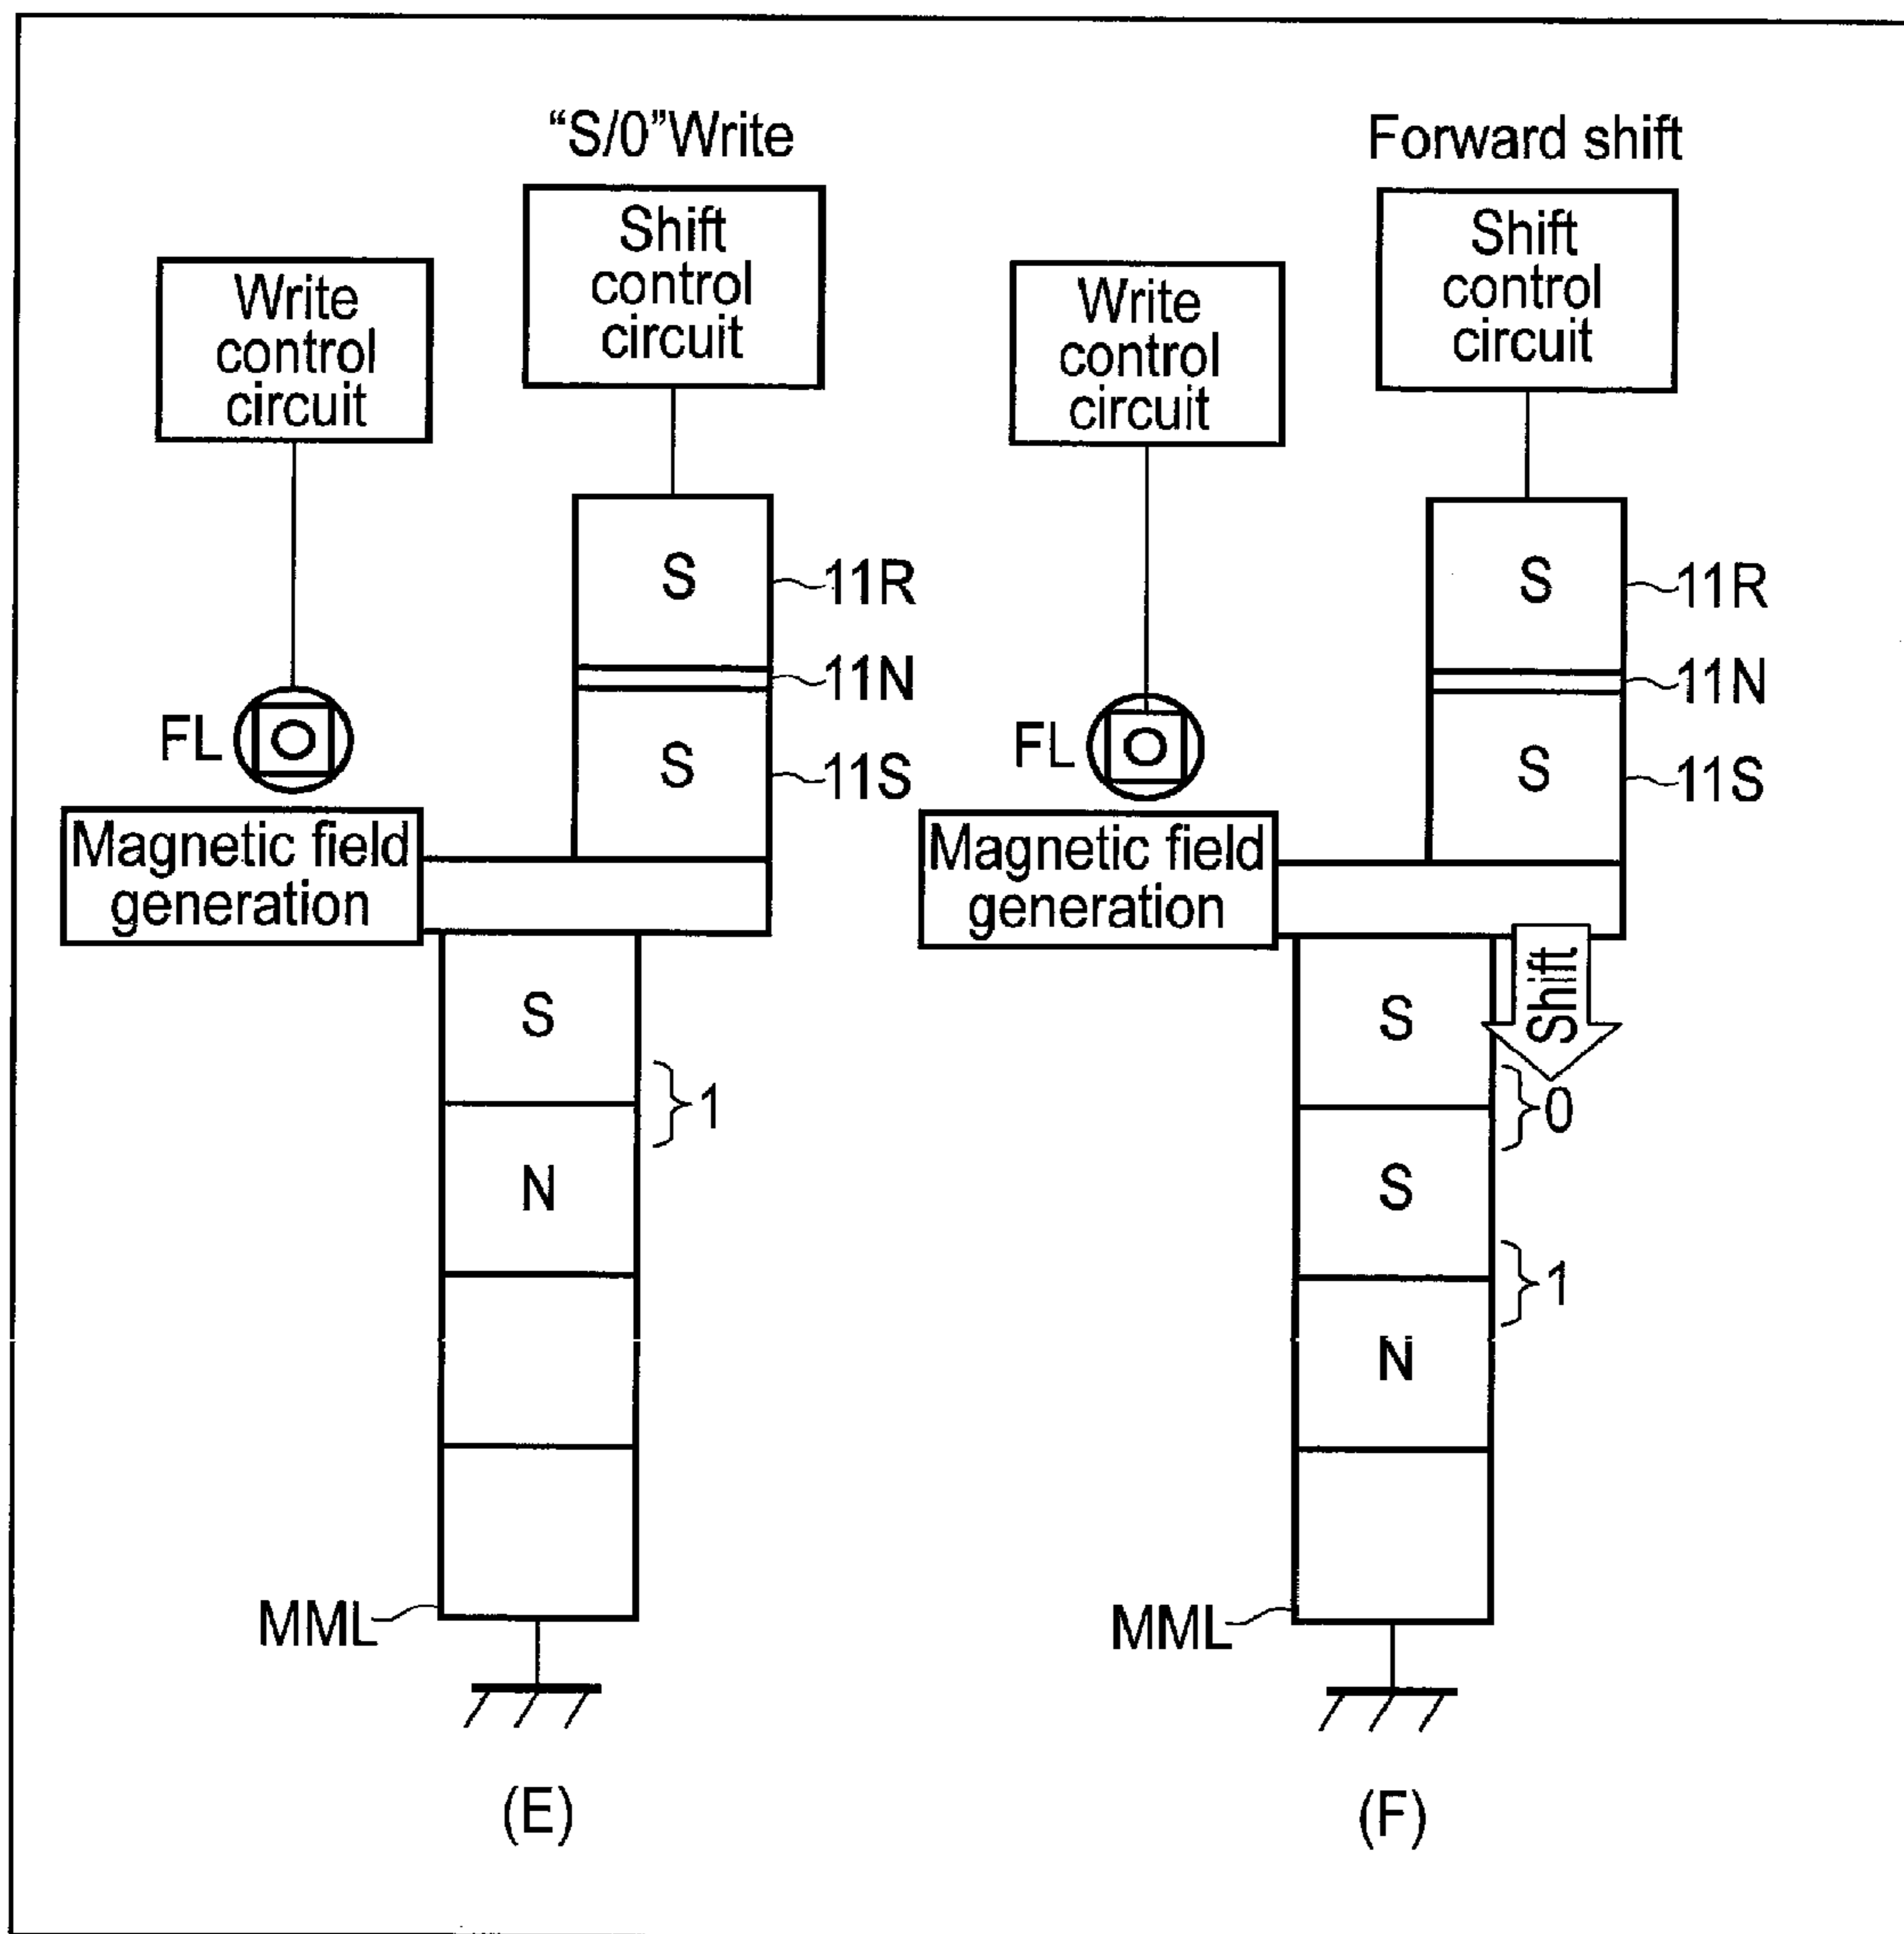 “S/0”Write
Shift
control
circuit
Write
control
circuit
S
11R
11N
FL
S
11S
Magnetic field
generation
S
1
N
MML
(E)
Forward shift
Shift
control
circuit
Write
control
circuit
S
11R
11N
FL
S
11S
Magnetic field
generation
Shift
S
0
S
1
N
MML
(F)